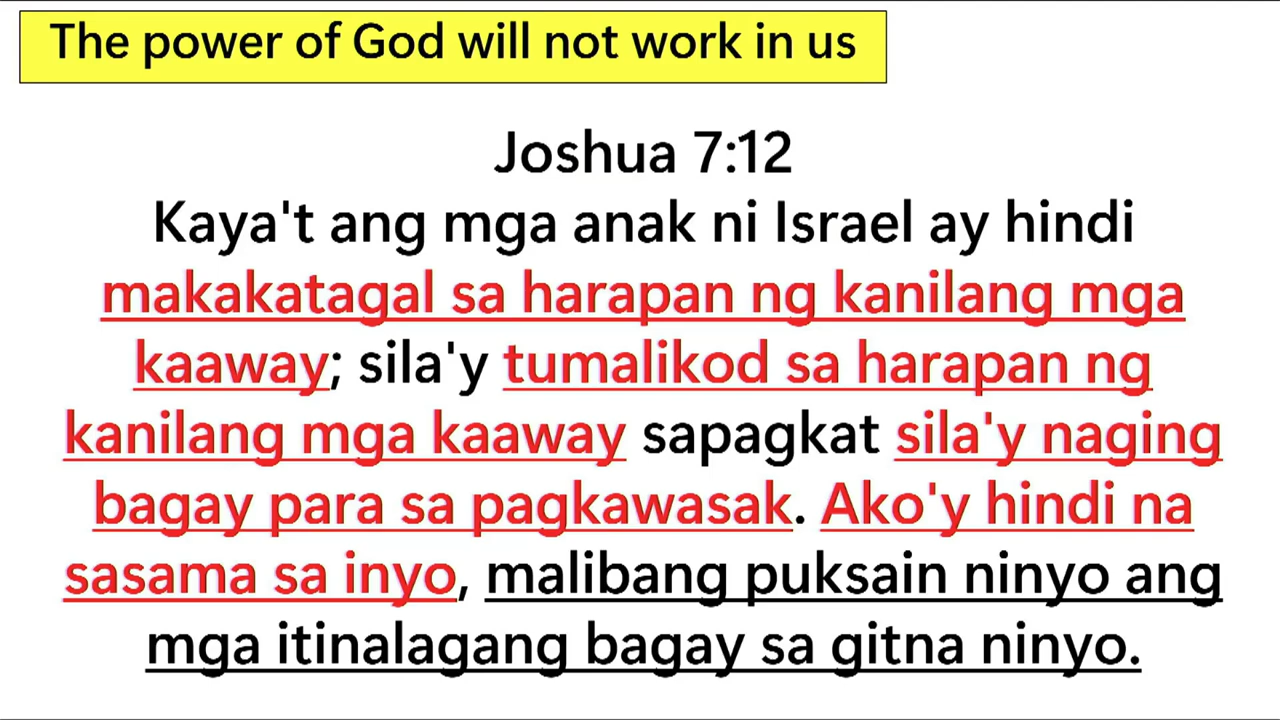 The power of God will not work in us
Joshua 7:12
Kaya't ang mga anak ni Israel ay hindi
makakatagal sa harapan ng kanilang mga
kaaway; sila'y tumalikod sa harapan ng
kanilang mga kaaway sapagkat sila'y naging
bagay para sa pagkawasak. Ako'y hindi na
sasama sa inyo, malibang puksain ninyo ang
mga itinalagang bagay sa gitna ninyo.